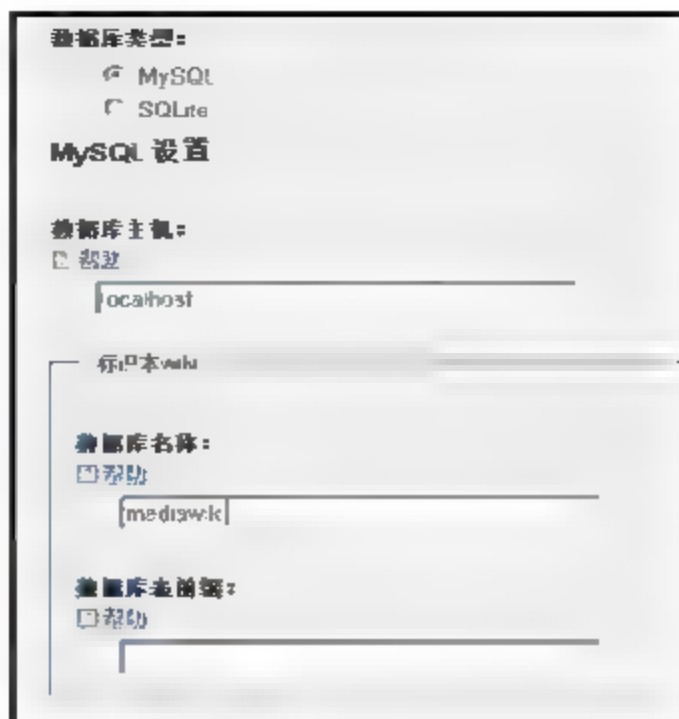 数据库类型：
MySQL
SQLite
MySQL 设置
数据库主机：
帮助
localhost
标识本wiki
数据库名称：
帮助
mediawiki
数据库表前缀：
帮助